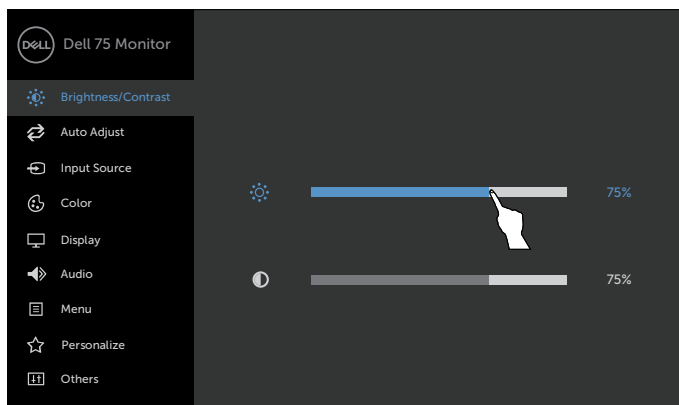 DELL
Dell 75 Monitor
Brightness/Contrast
Auto Adjust
Input Source
75%
Color
Display
Audio
75%
Menu
Personalize
Others